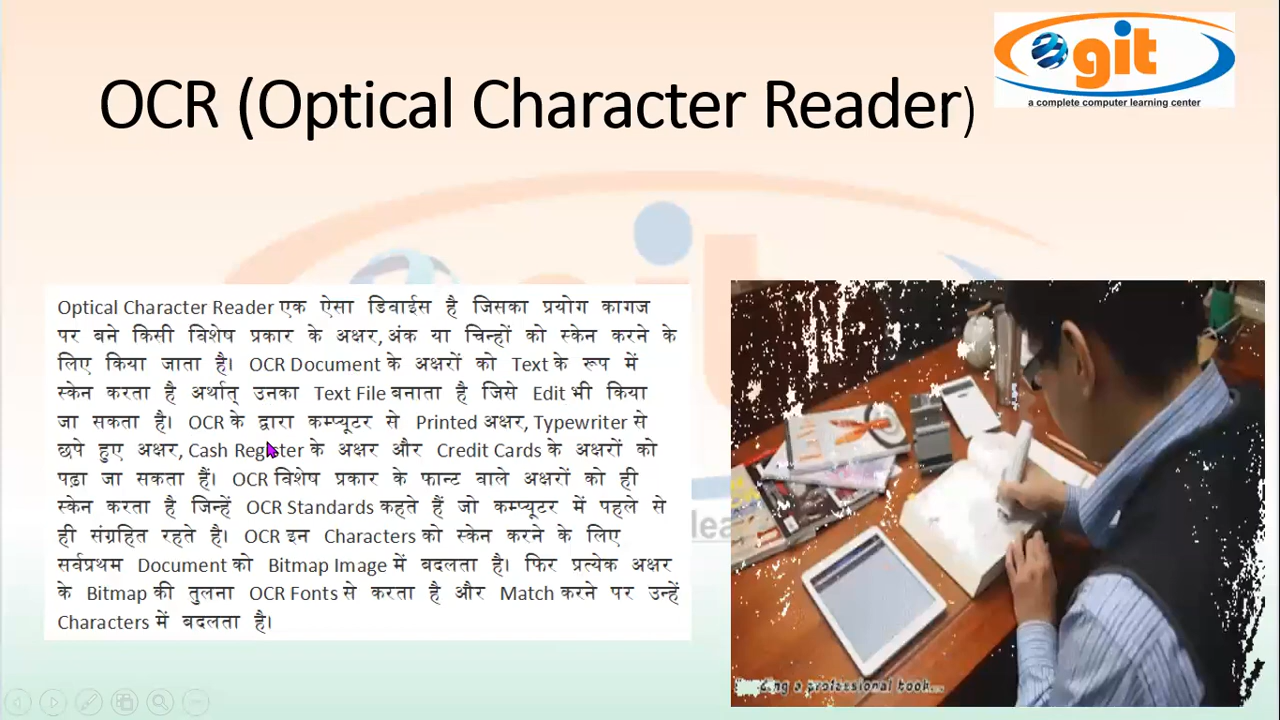 egit
a complete computer learning center
OCR (Optical Character Reader)
Optical Character Reader एक ऐसा डिवाईस है जिसका प्रयोग कागज
पर बने किसी विशेष प्रकार के अक्षर, अंक या चिन्हों को स्केन करने के
लिए किया जाता है। OCR Document के अक्षरों को Text के रूप में
स्केन करता है अर्थात् उनका Text File बनाता है जिसे Edit भी किया
जा सकता है। OCR के द्वारा कम्प्यूटर से Printed अक्षर, Typewriter से
छपे हुए अक्षर, Cash Register के अक्षर और Credit Cards के अक्षरों को
पढ़ा जा सकता हैं। OCR विशेष प्रकार के फान्ट वाले अक्षरों को ही
स्केन करता है जिन्हें OCR Standards कहते हैं जो कम्प्यूटर में पहले से
ही संग्रहित रहते है। OCR इन Characters को स्केन करने के लिए
सर्वप्रथम Document को Bitmap Image में बदलता है। फिर प्रत्येक अक्षर
के Bitmap की तुलना OCR Fonts से करता है और Match करने पर उन्हें
Characters में बदलता है।
a professional book...